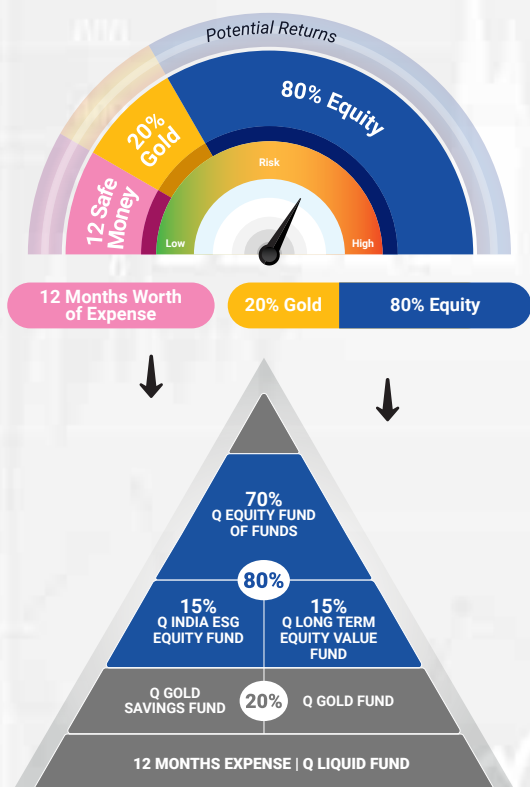 Potential Returns
80% Equity
20%
Gold
12 Safe
Money
Risk
Low
High
12 Months Worth
of Expense
20% Gold
80% Equity
70%
Q EQUITY FUND
OF FUNDS
80%
15%
Q INDIA ESG
EQUITY FUND
15%
Q LONG TERM
EQUITY VALUE
FUND
Q GOLD
SAVINGS FUND
20%
Q GOLD FUND
12 MONTHS EXPENSE | Q LIQUID FUND